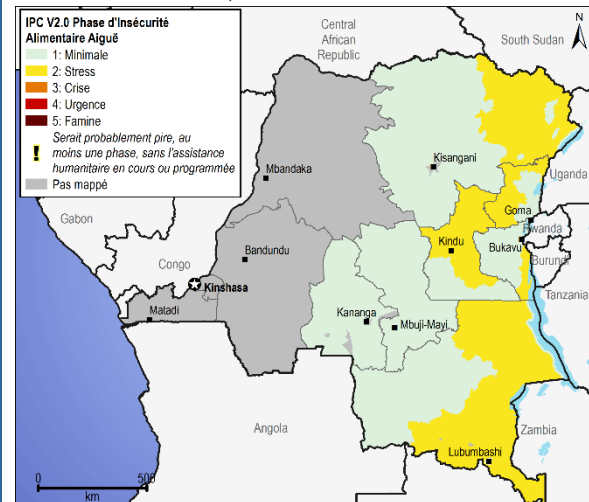 IPC V2.0 Phase d'Insécurité
Alimentaire Aiguë
1: Minimale
2: Stress
3: Crise
4: Urgence
5: Famine
! Serait probablement pire, au
moins une phase, sans l'assistance
humanitaire en cours ou programmée
Pas mappé
Central
African
Republic
South Sudan
N
Kisangani
Mbandaka
Uganda
Gabon
Goma
Rwanda
Congo
Bandundu
Kindu
Bukavu
Burundi
Kinshasa
Tanzania
Matadi
Kananga
Mbuji-Mayi
Angola
Zambia
Lubumbashi
0 500
km